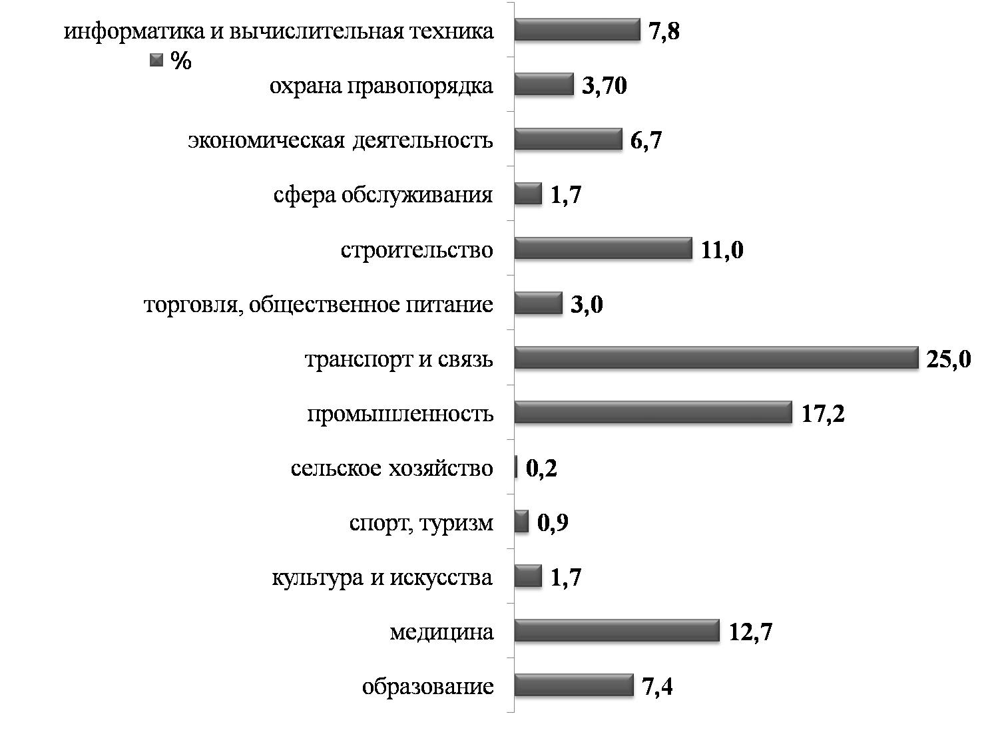 информатика и вычислительная техника 7,8
%
охрана правопорядка 3,70
экономическая деятельность 6,7
сфера обслуживания 1,7
строительство 11,0
торговля, общественное питание 3,0
транспорт и связь 25,0
промышленность 17,2
сельское хозяйство 0,2
спорт, туризм 0,9
культура и искусства 1,7
медицина 12,7
образование 7,4